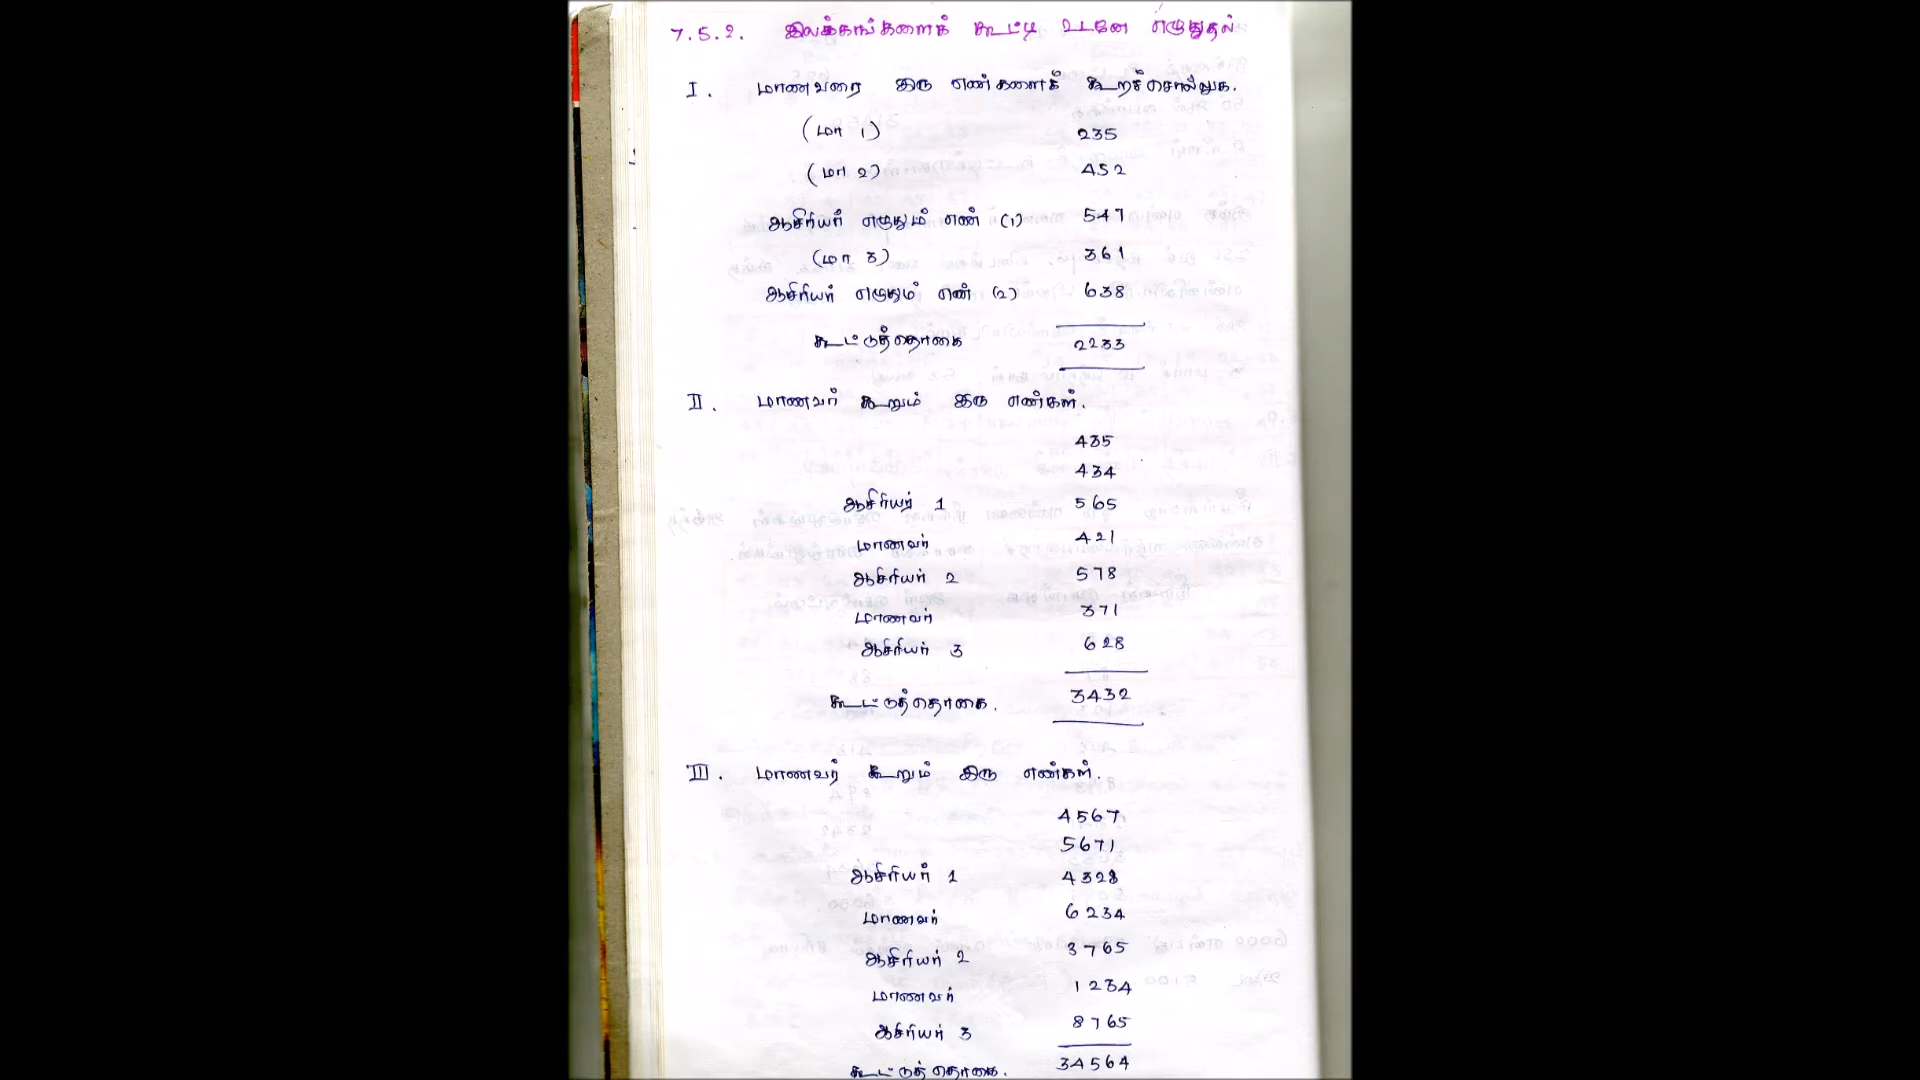 7.5.2. இலக்கங்களைக் கூட்டி உடனே எழுதுதல்
I. மாணவரை இரு எண்களைக் கூறச்சொல்லுக.
(மா 1) 235
(மா 2) 452
ஆசிரியர் எழுதும் எண் (1) 547
(மா 3) 361
ஆசிரியர் எழுதும் எண் (2) 638
கூட்டுத்தொகை 2233
II. மாணவர் கூறும் இரு எண்கள்.
435
434
ஆசிரியர் 1 565
மாணவர் 421
ஆசிரியர் 2 578
மாணவர் 371
ஆசிரியர் 3 628
கூட்டுத்தொகை. 3432
III. மாணவர் கூறும் இரு எண்கள்.
4567
5671
ஆசிரியர் 1 4328
மாணவர் 6234
ஆசிரியர் 2 3765
மாணவர் 1234
ஆசிரியர் 3 8765
கூட்டுத்தொகை. 34564